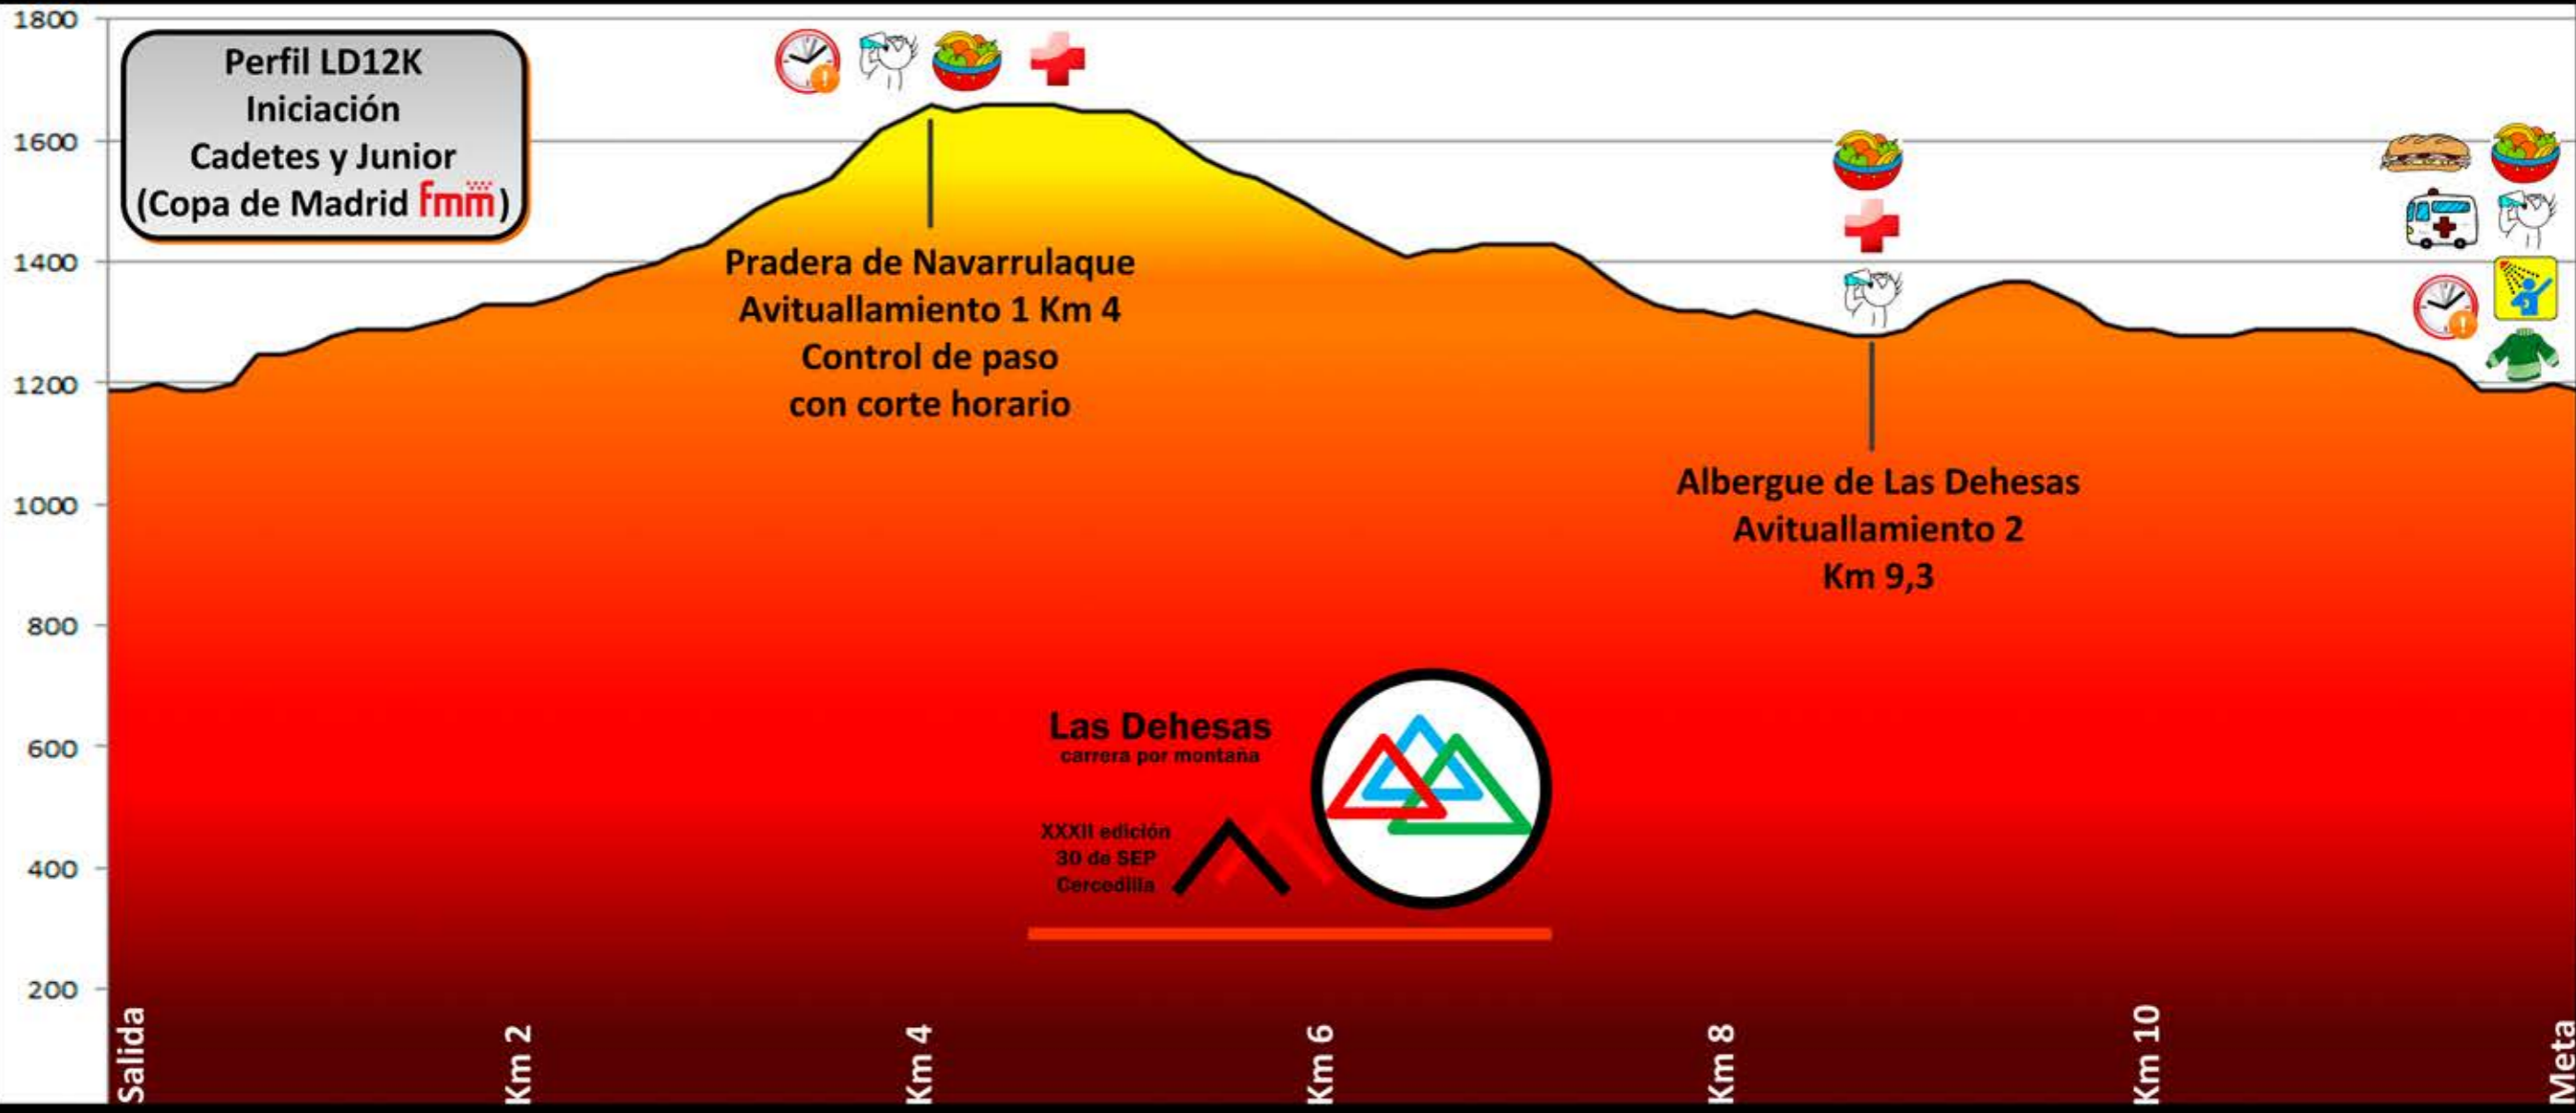 1800
1600
1400
1200
1000
800
600
400
200
Perfil LD12K
Iniciación
Cadetes y Junior
(Copa de Madrid fmm)
Pradera de Navarrulaque
Avituallamiento 1 Km 4
Control de paso
con corte horario
Albergue de Las Dehesas
Avituallamiento 2
Km 9,3
Las Dehesas
carrera por montaña
XXXII edición
30 de SEP
Cercedilla
Salida
Km 2
Km 4
Km 6
Km 8
Km 10
Meta